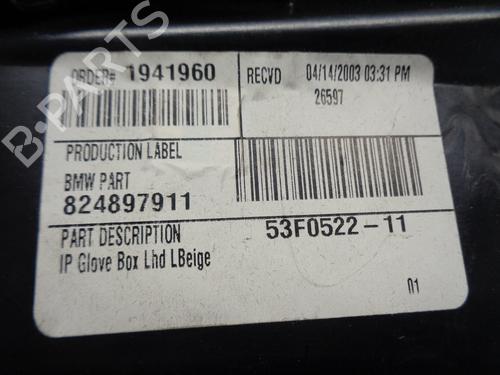 ORDER# 1941960
RECVD 04/14/2003 03:31 PM
26597
PRODUCTION LABEL
BMW PART
824897911
53F0522-11
PART DESCRIPTION
IP Glove Box Lhd LBeige
01
B-PARTS